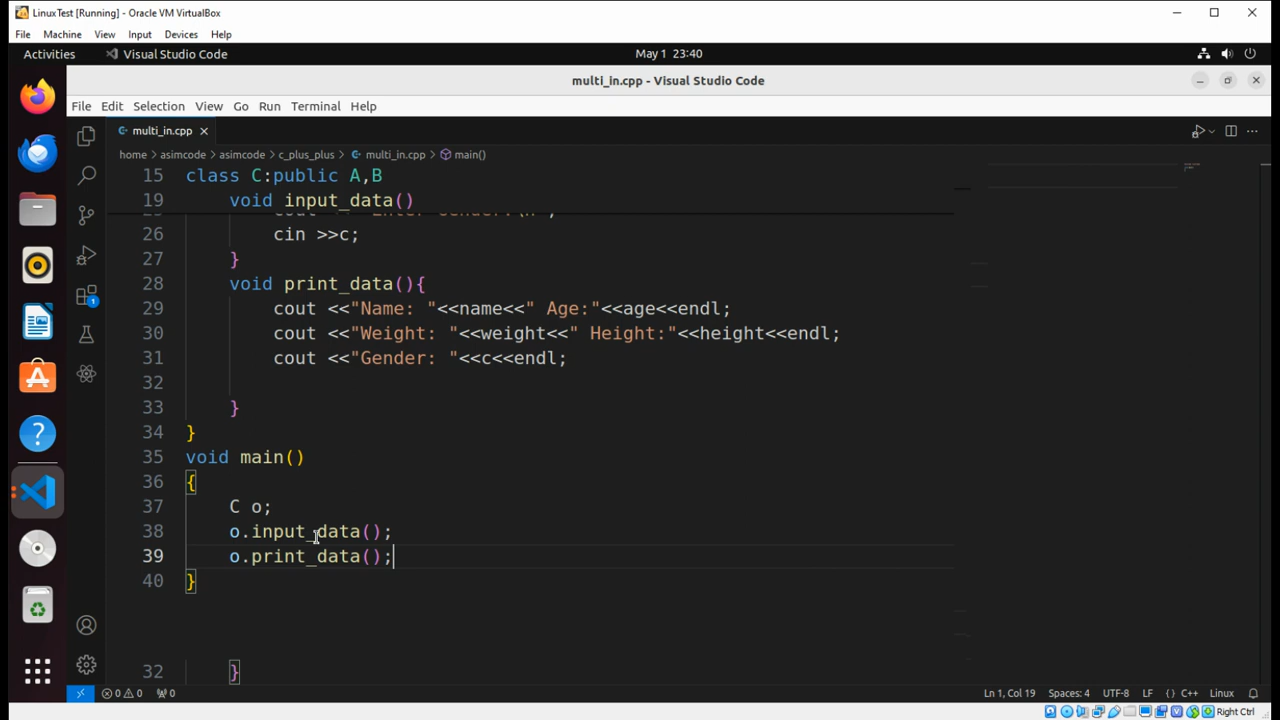 LinuxTest [Running] - Oracle VM VirtualBox
File Machine View Input Devices Help
Activities Visual Studio Code May 1 23:40
multi_in.cpp - Visual Studio Code
File Edit Selection View Go Run Terminal Help
multi_in.cpp
home > asimcode > asimcode > c_plus_plus > multi_in.cpp > main()
15 class C:public A,B
19 void input_data()
26 cin >>c;
27 }
28 void print_data(){
29 cout <<"Name: "<<name<<" Age:"<<age<<endl;
30 cout <<"Weight: "<<weight<<" Height:"<<height<<endl;
31 cout <<"Gender: "<<c<<endl;
32
33 }
34 }
35 void main()
36 {
37 C o;
38 o.input_data();
39 o.print_data();
40 }
32 }
0 0 0 Ln 1, Col 19 Spaces: 4 UTF-8 LF {} C++ Linux
Right Ctrl